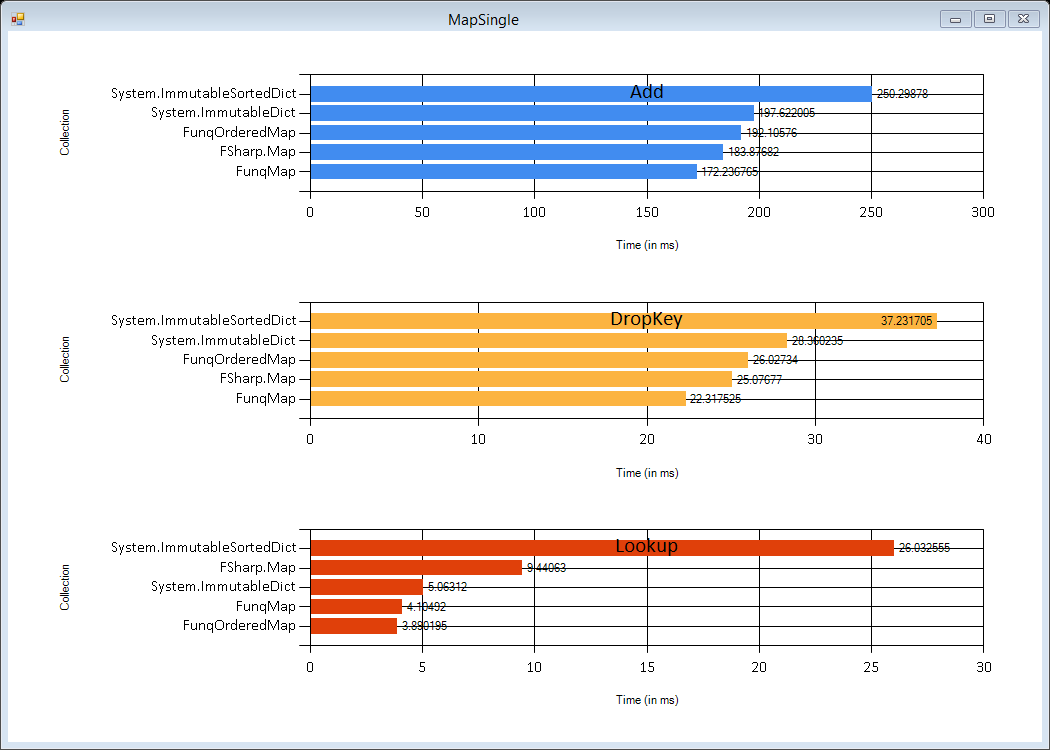 MapSingle
Add
Collection
System.ImmutableSortedDict 250.29878
System.ImmutableDict 197.622005
FunqOrderedMap 192.10576
FSharp.Map 183.87682
FunqMap 172.236765
0 50 100 150 200 250 300
Time (in ms)
DropKey
Collection
System.ImmutableSortedDict 37.231705
System.ImmutableDict 28.360235
FunqOrderedMap 26.02734
FSharp.Map 25.07677
FunqMap 22.317525
0 10 20 30 40
Time (in ms)
Lookup
Collection
System.ImmutableSortedDict 26.032555
FSharp.Map 9.44063
System.ImmutableDict 5.06312
FunqMap 4.10492
FunqOrderedMap 3.890195
0 5 10 15 20 25 30
Time (in ms)